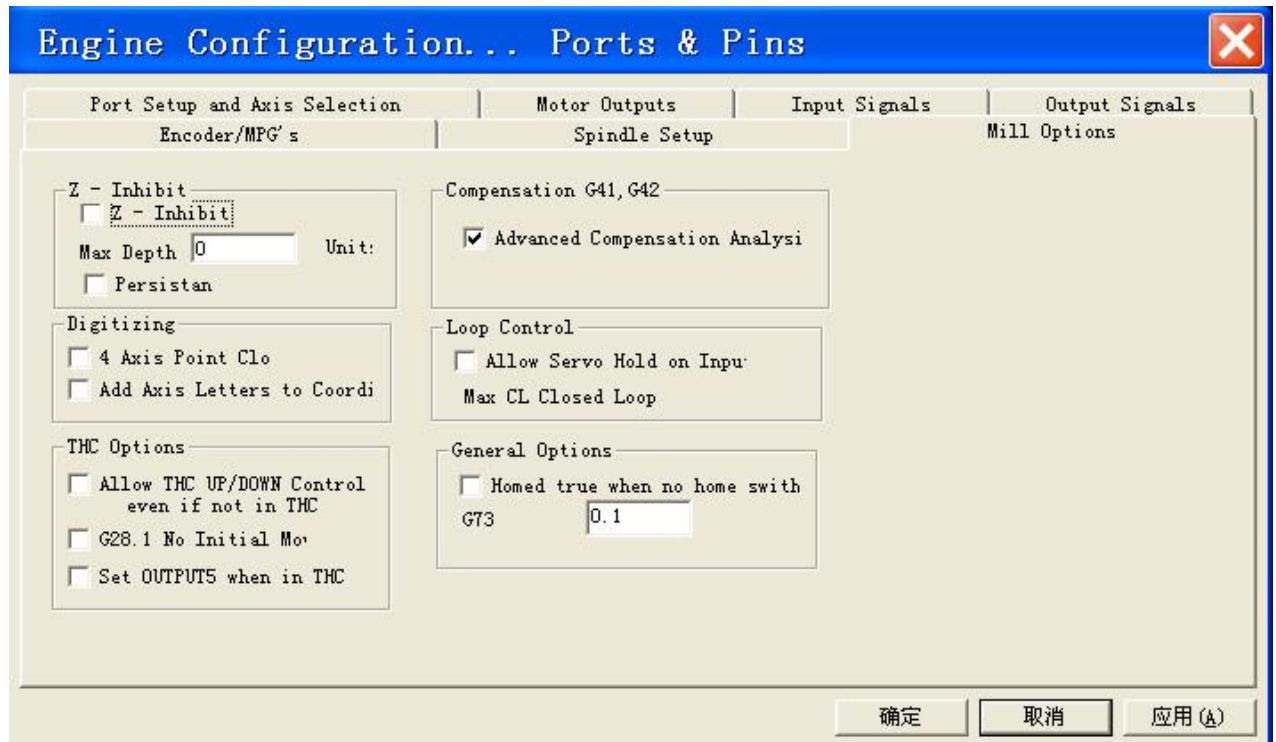 Engine Configuration... Ports & Pins
Port Setup and Axis Selection
Motor Outputs
Input Signals
Output Signals
Encoder/MPG's
Spindle Setup
Mill Options
Z - Inhibit
Z - Inhibit
Max Depth 0 Unit:
Persistan
Compensation G41,G42
Advanced Compensation Analysi
Digitizing
4 Axis Point Clo
Add Axis Letters to Coordi
Loop Control
Allow Servo Hold on Inpu
Max CL Closed Loop
THC Options
Allow THC UP/DOWN Control
even if not in THC
G28.1 No Initial Mov
Set OUTPUT5 when in THC
General Options
Homed true when no home swith
G73 0.1
确定
取消
应用(A)